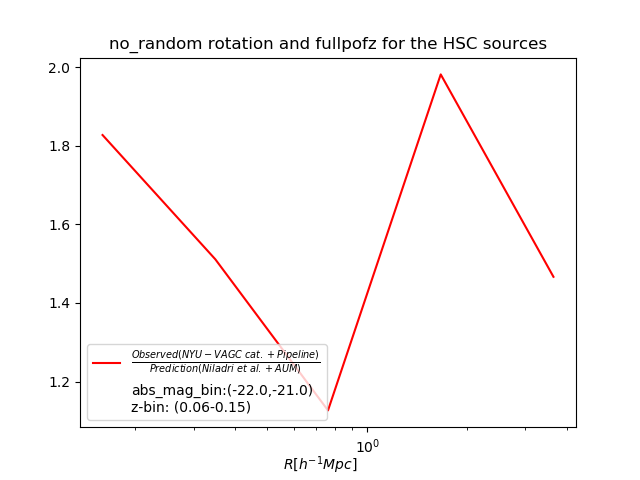 no_random rotation and fullpofz for the HSC sources
2.0
1.8
1.6
1.4
1.2
Observed(NYU − VAGC cat. + Pipeline)
Prediction(Niladri et al. + AUM)
abs_mag_bin:(-22.0,-21.0)
z-bin: (0.06-0.15)
10⁰
R[h⁻¹Mpc]